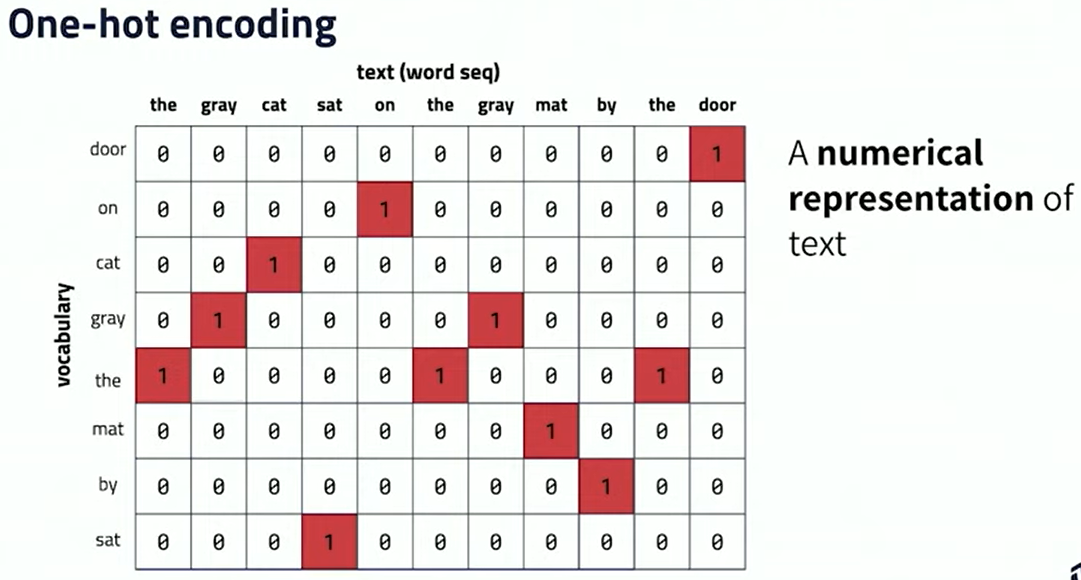 One-hot encoding
text (word seq)
the gray cat sat on the gray mat by the door
door 0 0 0 0 0 0 0 0 0 0 1
on 0 0 0 0 1 0 0 0 0 0 0
cat 0 0 1 0 0 0 0 0 0 0 0
gray 0 1 0 0 0 0 1 0 0 0 0
the 1 0 0 0 0 1 0 0 0 1 0
mat 0 0 0 0 0 0 0 1 0 0 0
by 0 0 0 0 0 0 0 0 1 0 0
sat 0 0 0 1 0 0 0 0 0 0 0
vocabulary
A numerical
representation of
text